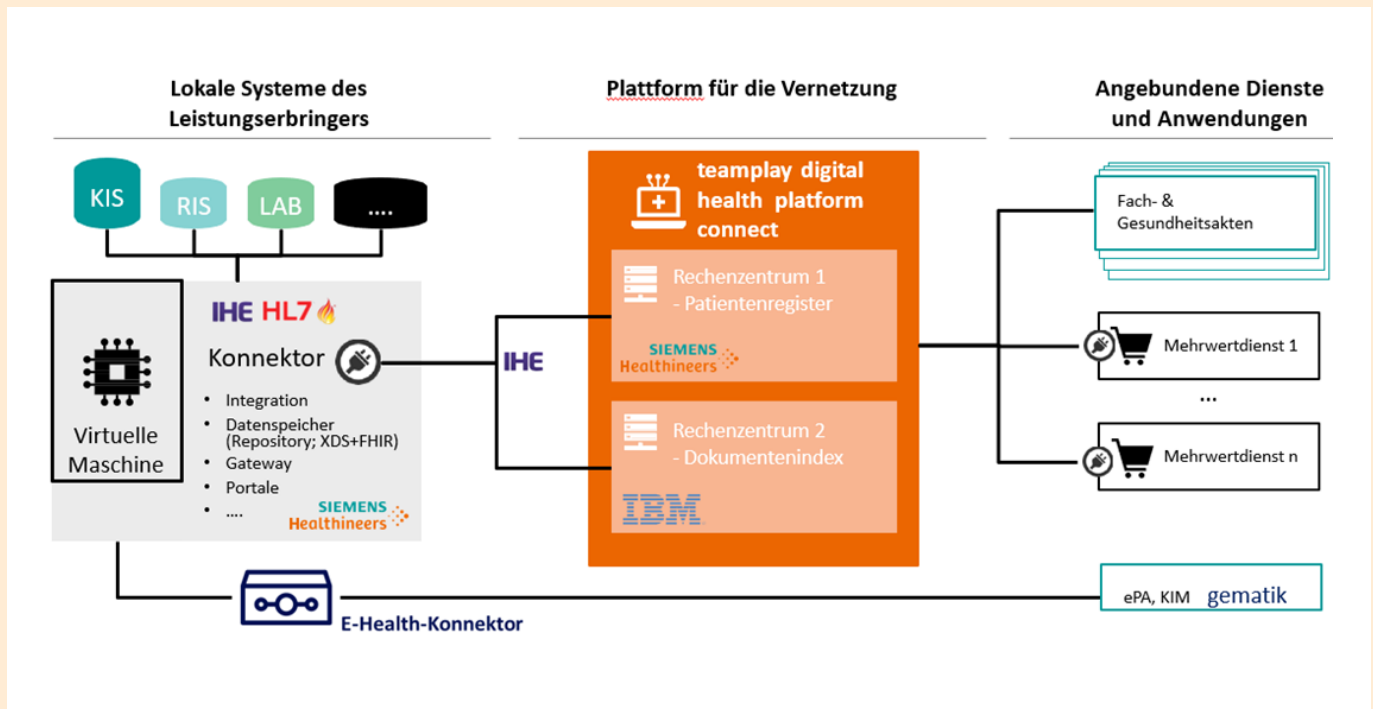 Lokale Systeme des
Leistungserbringers
Plattform für die Vernetzung
Angebundene Dienste
und Anwendungen
KIS
RIS
LAB
....
IHE HL7
Konnektor
• Integration
• Datenspeicher
(Repository; XDS+FHIR)
• Gateway
• Portale
• ....
SIEMENS
Healthineers
Virtuelle
Maschine
IHE
teamplay digital
health platform
connect
Rechenzentrum 1
- Patientenregister
SIEMENS
Healthineers
Rechenzentrum 2
- Dokumentenindex
IBM
Fach- &
Gesundheitsakten
Mehrwertdienst 1
...
Mehrwertdienst n
E-Health-Konnektor
ePA, KIM gematik